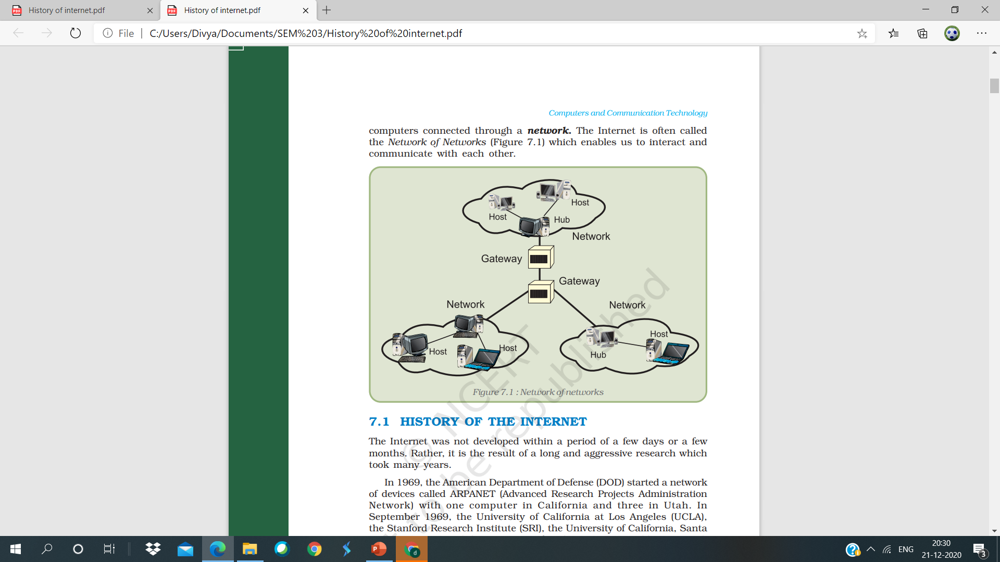 History of internet.pdf
History of internet.pdf
File | C:/Users/Divya/Documents/SEM%203/History%20of%20internet.pdf
Computers and Communication Technology
computers connected through a network. The Internet is often called
the Network of Networks (Figure 7.1) which enables us to interact and
communicate with each other.
Host
Host
Hub
Network
Gateway
Gateway
Network
Network
Host
Host
Host
Hub
Figure 7.1 : Network of networks
7.1 HISTORY OF THE INTERNET
The Internet was not developed within a period of a few days or a few
months. Rather, it is the result of a long and aggressive research which
took many years.
In 1969, the American Department of Defense (DOD) started a network
of devices called ARPANET (Advanced Research Projects Administration
Network) with one computer in California and three in Utah. In
September 1969, the University of California at Los Angeles (UCLA),
the Stanford Research Institute (SRI), the University of California, Santa
© NCERT
to be republished
ENG
20:30
21-12-2020
3